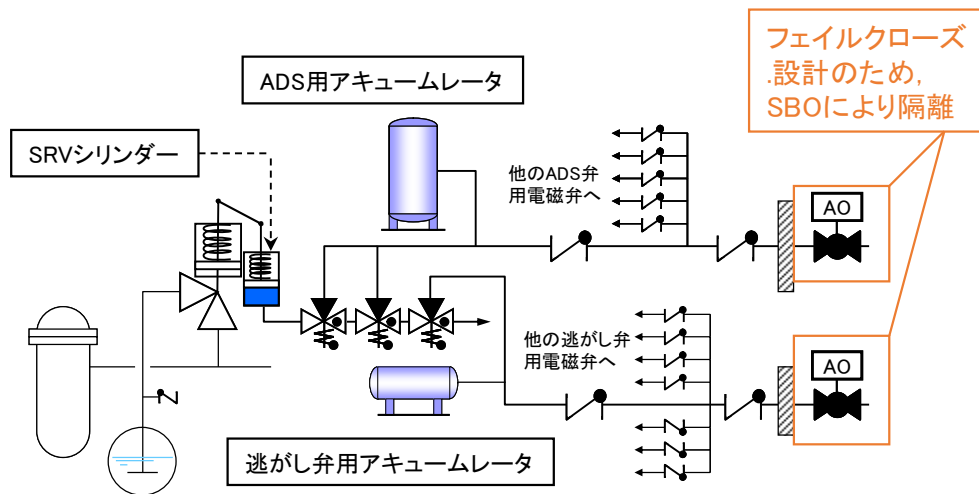 フェイルクローズ
.設計のため,
SBOにより隔離
ADS用アキュームレータ
SRVシリンダー
他のADS弁
用電磁弁へ
AO
他の逃がし弁
用電磁弁へ
AO
逃がし弁用アキュームレータ